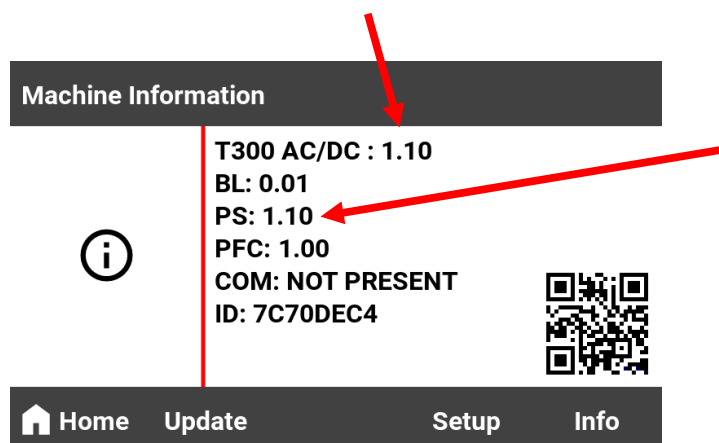 Machine Information
T300 AC/DC : 1.10
BL: 0.01
PS: 1.10
PFC: 1.00
COM: NOT PRESENT
ID: 7C70DEC4
Home Update Setup Info